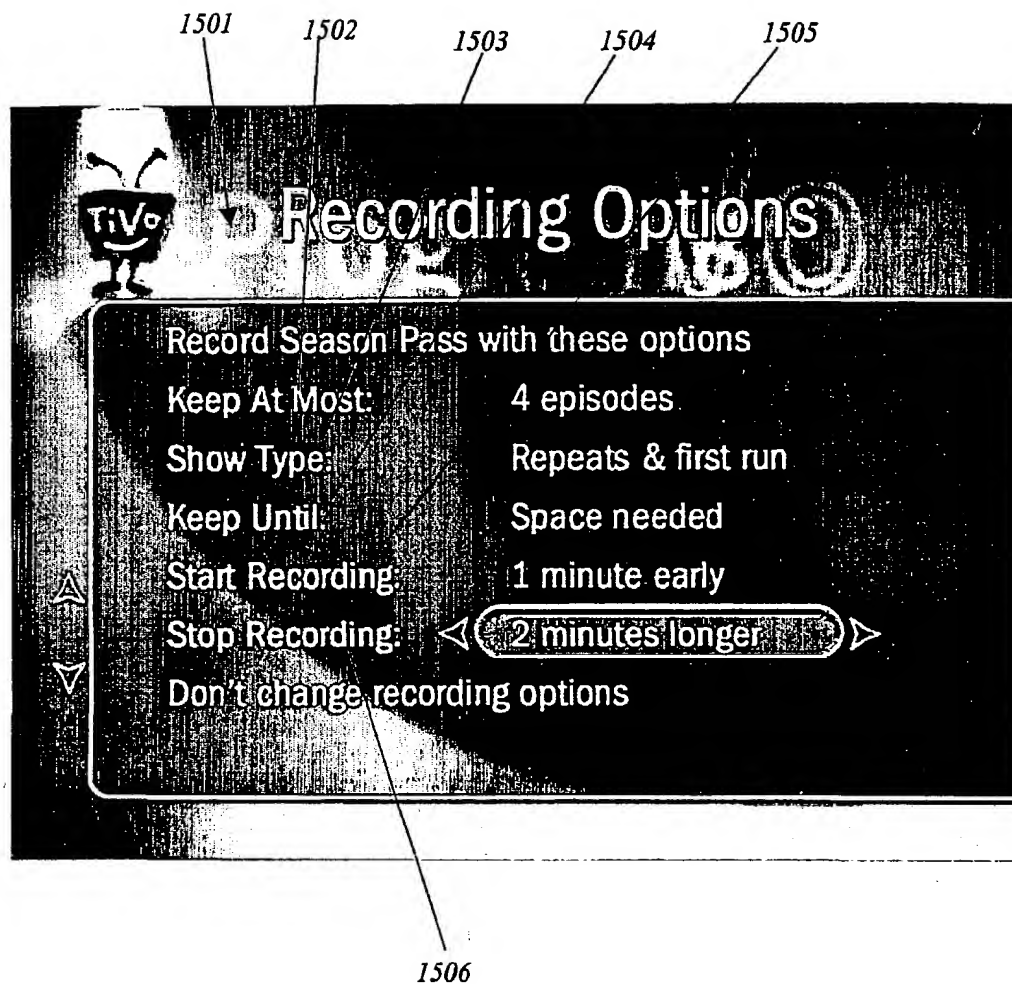 1501 1502 1503 1504 1505
TiVo Recording Options
Record Season Pass with these options
Keep At Most: 4 episodes
Show Type: Repeats & first run
Keep Until: Space needed
Start Recording: 1 minute early
Stop Recording: 2 minutes longer
Don't change recording options
1506